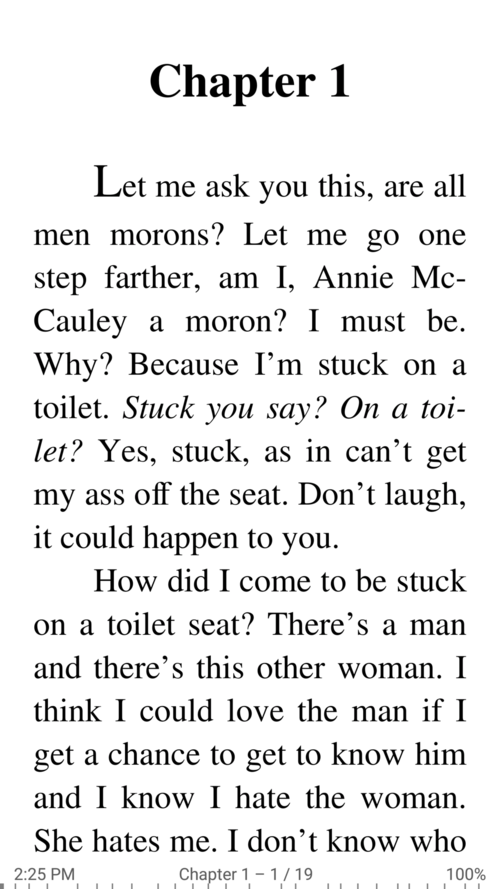 Chapter 1
Let me ask you this, are all
men morons? Let me go one
step farther, am I, Annie Mc-
Cauley a moron? I must be.
Why? Because I’m stuck on a
toilet. Stuck you say? On a toi-
let? Yes, stuck, as in can’t get
my ass off the seat. Don’t laugh,
it could happen to you.
How did I come to be stuck
on a toilet seat? There’s a man
and there’s this other woman. I
think I could love the man if I
get a chance to get to know him
and I know I hate the woman.
She hates me. I don’t know who
2:25 PM Chapter 1 – 1 / 19 100%